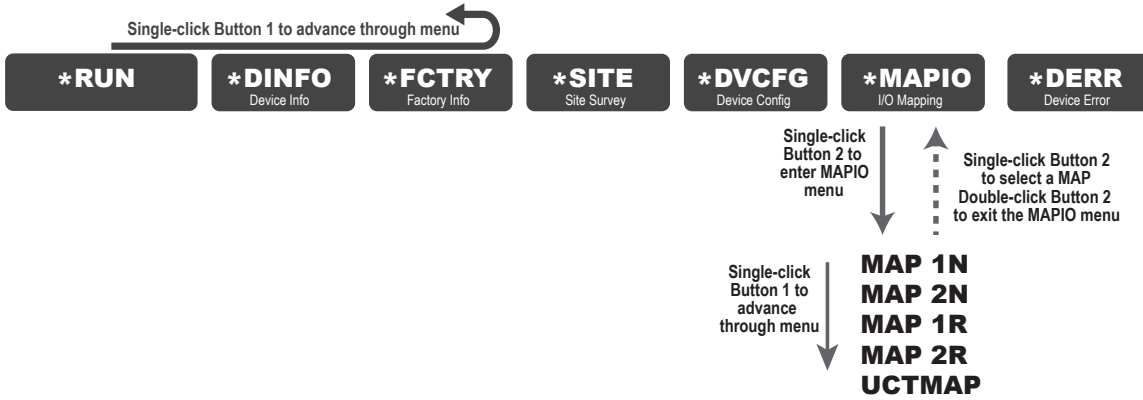 Single-click Button 1 to advance through menu
*RUN
*DINFO
Device Info
*FCTRY
Factory Info
*SITE
Site Survey
*DVCFG
Device Config
*MAPIO
I/O Mapping
*DERR
Device Error
Single-click
Button 2 to
enter MAPIO
menu
Single-click Button 2
to select a MAP
Double-click Button 2
to exit the MAPIO menu
Single-click
Button 1 to
advance
through menu
MAP 1N
MAP 2N
MAP 1R
MAP 2R
UCTMAP